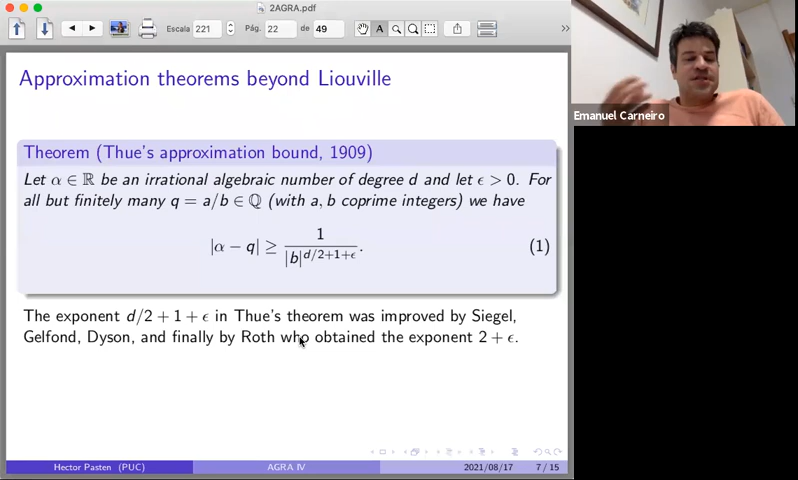 2AGRA.pdf
Escala 221 Pág. 22 de 49
Approximation theorems beyond Liouville
Theorem (Thue's approximation bound, 1909)
Let α ∈ ℝ be an irrational algebraic number of degree d and let ϵ > 0. For
all but finitely many q = a/b ∈ ℚ (with a, b coprime integers) we have
|α − q| ≥ 1 / |b|^{d/2+1+ϵ}. (1)
The exponent d/2 + 1 + ϵ in Thue's theorem was improved by Siegel,
Gelfond, Dyson, and finally by Roth who obtained the exponent 2 + ϵ.
Hector Pasten (PUC) AGRA IV 2021/08/17 7 / 15
Emanuel Carneiro